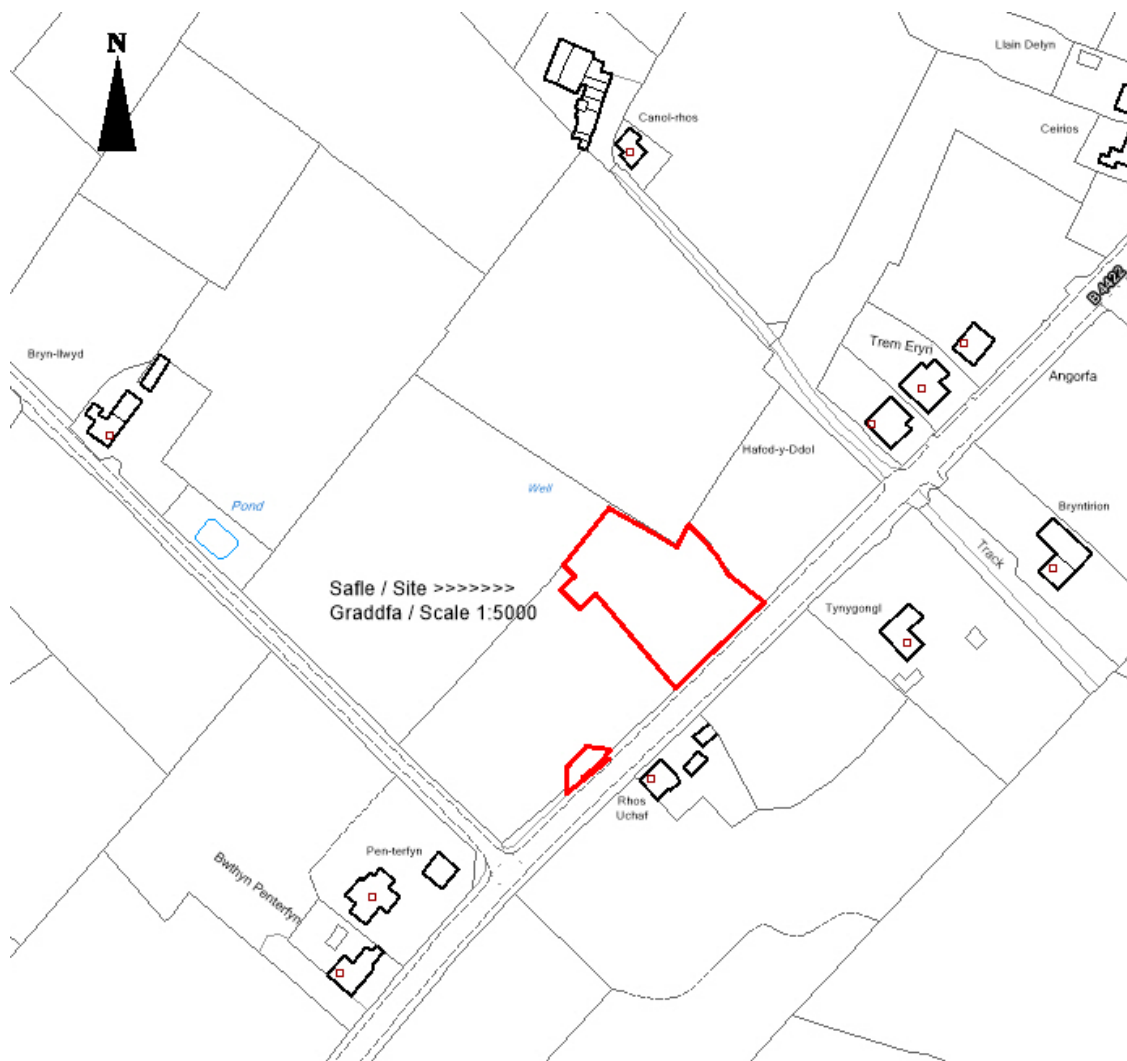 N
Llain Delyn
Canol-rhos
Ceirios
B 4422
Trem Eryri
Bryn-llwyd
Angorfa
Hafod-y-Ddol
Well
Pond
Bryntirion
Track
Safle / Site >>>>>>>
Graddfa / Scale 1:5000
Tynygongl
Rhos
Uchaf
Pen-terfyn
Bwthyn Penterfyn